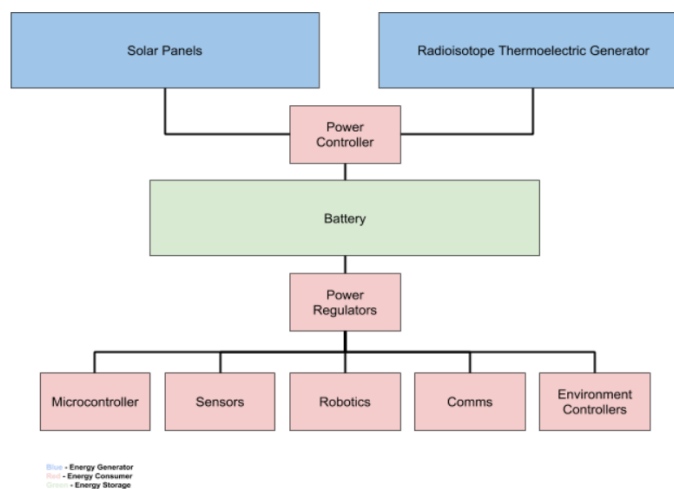 Solar Panels
Radioisotope Thermoelectric Generator
Power
Controller
Battery
Power
Regulators
Microcontroller
Sensors
Robotics
Comms
Environment
Controllers
Blue - Energy Generator
Red - Energy Consumer
Green - Energy Storage